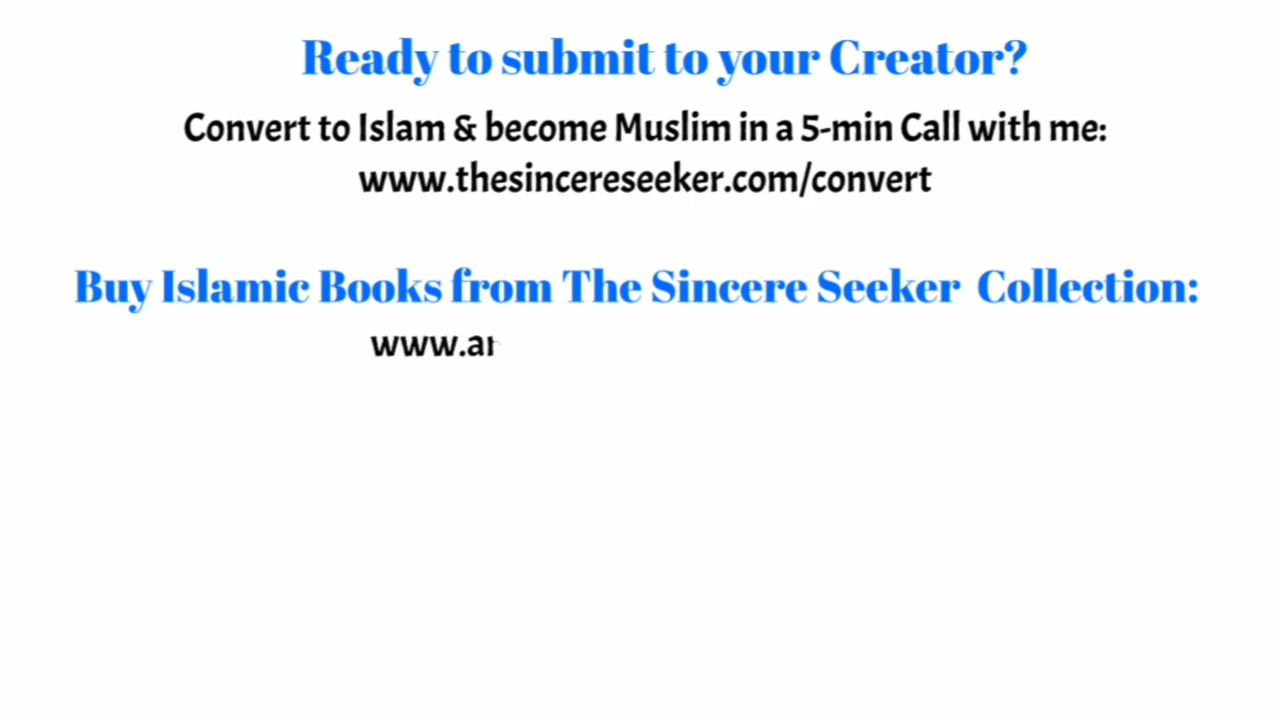 Ready to submit to your Creator?
Convert to Islam & become Muslim in a 5-min Call with me:
www.thesincereseeker.com/convert
Buy Islamic Books from The Sincere Seeker Collection: